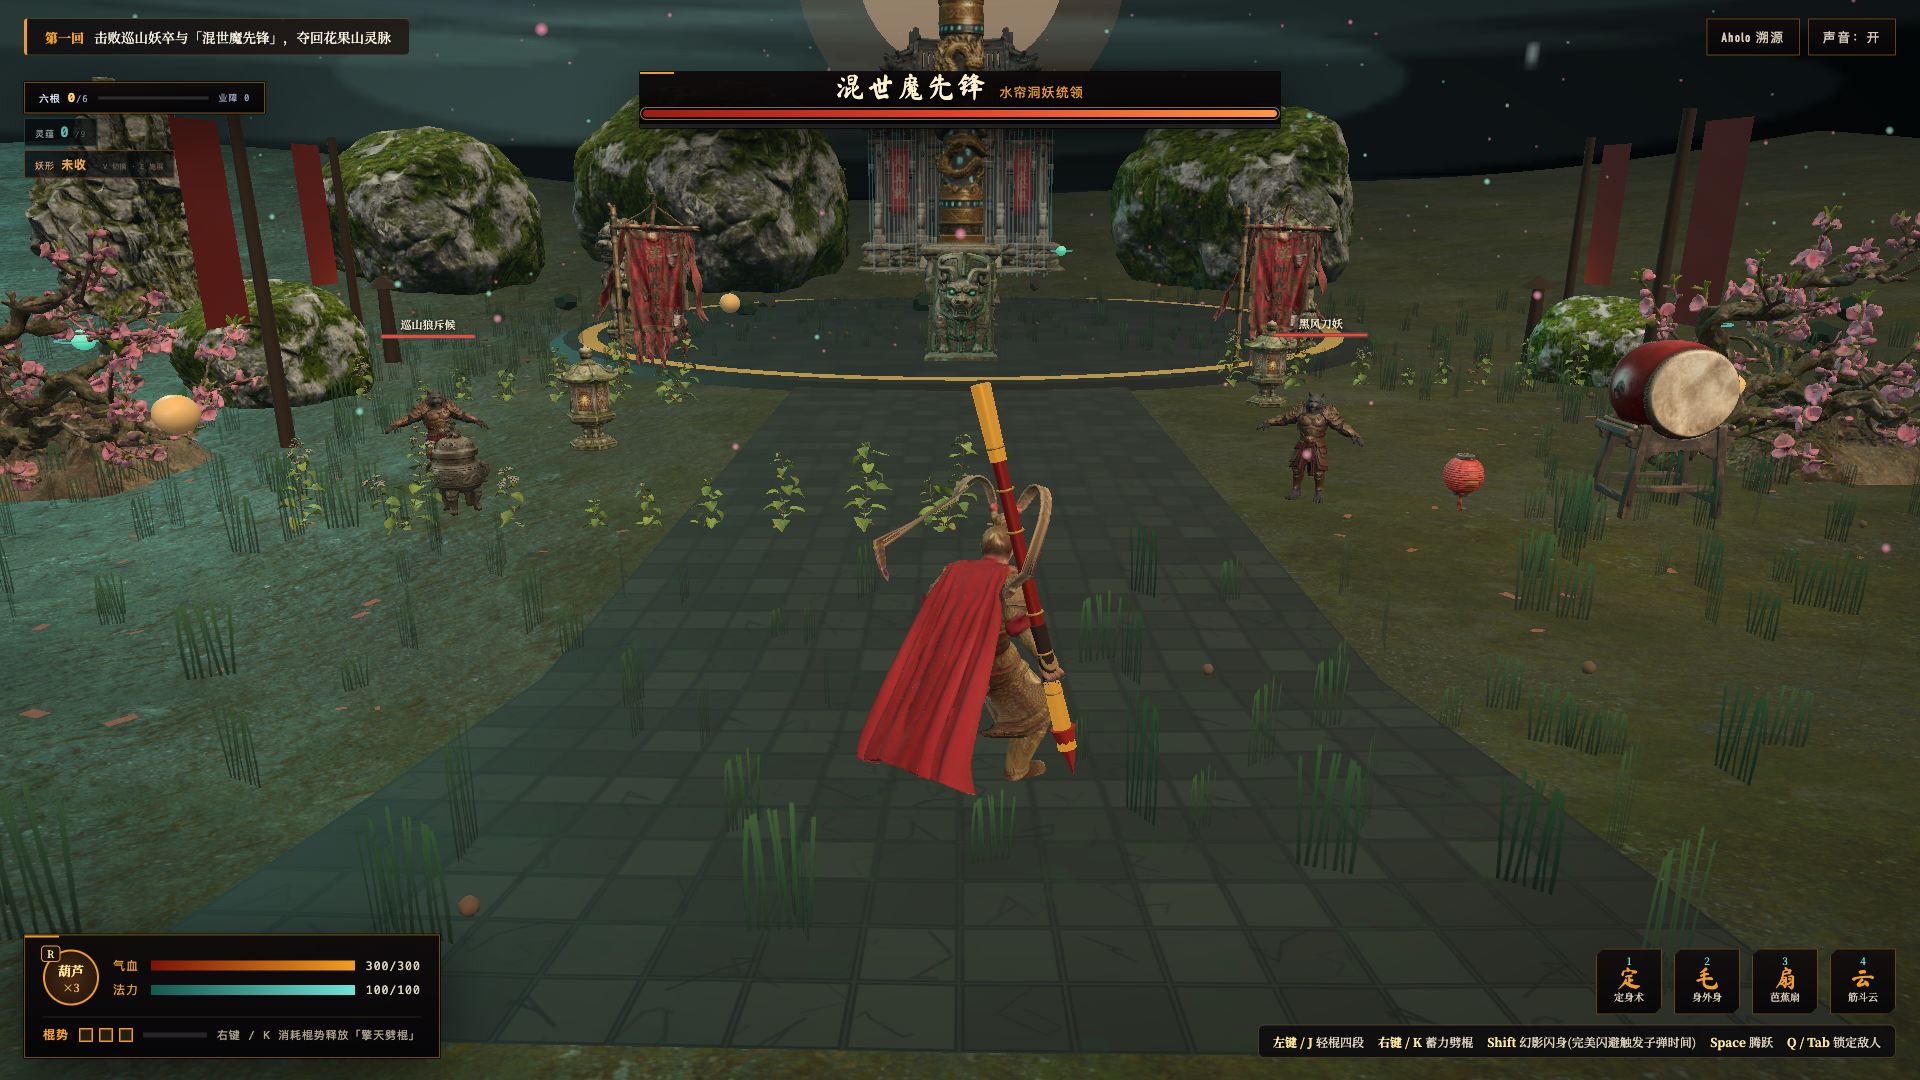 第一回 击败巡山妖卒与「混世魔先锋」，夺回花果山灵脉
Aholo 溯源
声音：开
混世魔先锋 水帘洞妖统领
六根 0/6 业障 0
灵蕴 0 /9
妖形 未收
巡山狼斥候
黑风刀妖
R
葫芦
×3
气血 300/300
法力 100/100
棍势 右键 / K 消耗棍势释放「擎天劈棍」
1
定
定身术
2
毛
身外身
3
扇
芭蕉扇
4
云
筋斗云
左键 / J 轻棍四段 右键 / K 蓄力劈棍 Shift 幻影闪身(完美闪避触发子弹时间) Space 腾跃 Q / Tab 锁定敌人